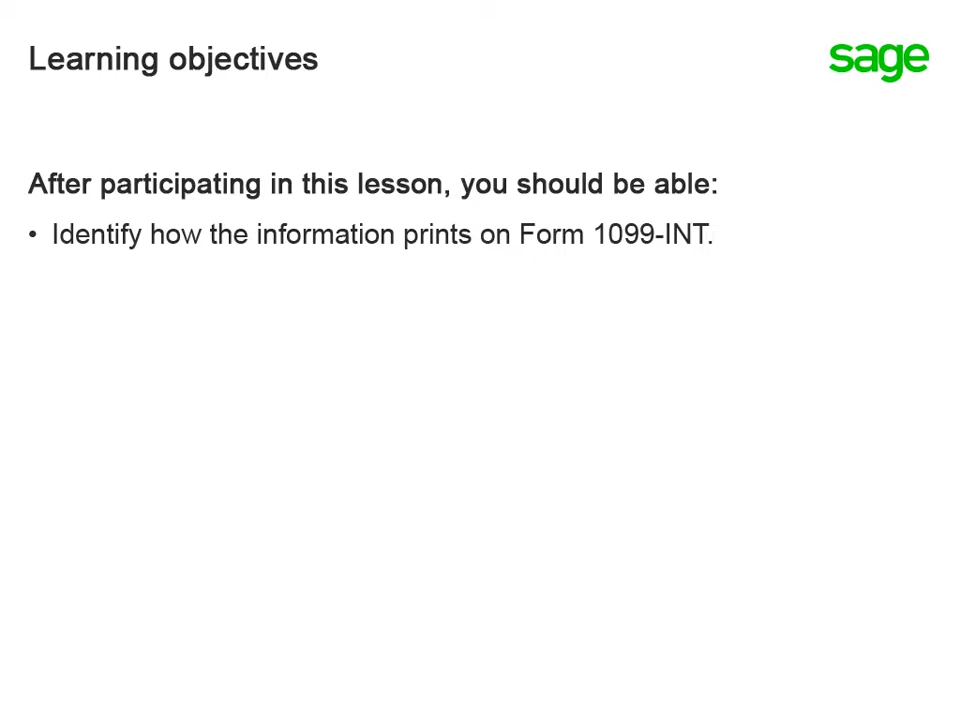 Learning objectives
sage
After participating in this lesson, you should be able:
• Identify how the information prints on Form 1099-INT.